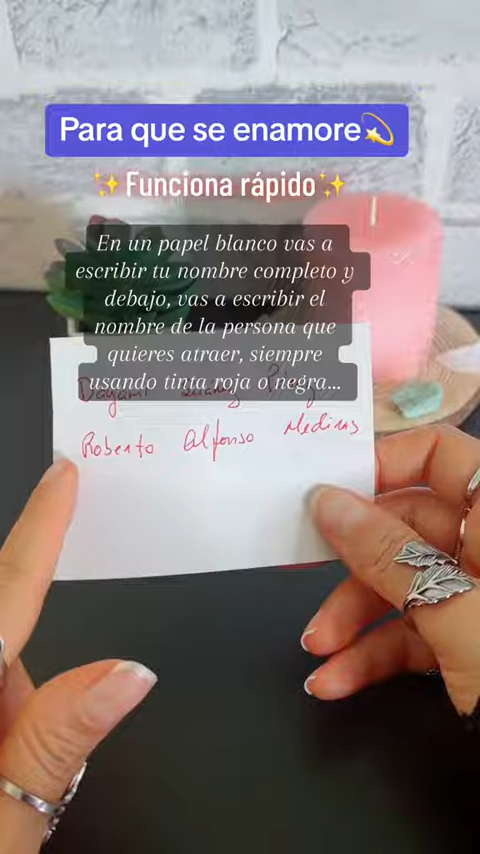 Para que se enamore💫
✨Funciona rápido✨
En un papel blanco vas a
escribir tu nombre completo y
debajo, vas a escribir el
nombre de la persona que
quieres atraer, siempre
usando tinta roja o negra...
Roberto Alfonso Medinas